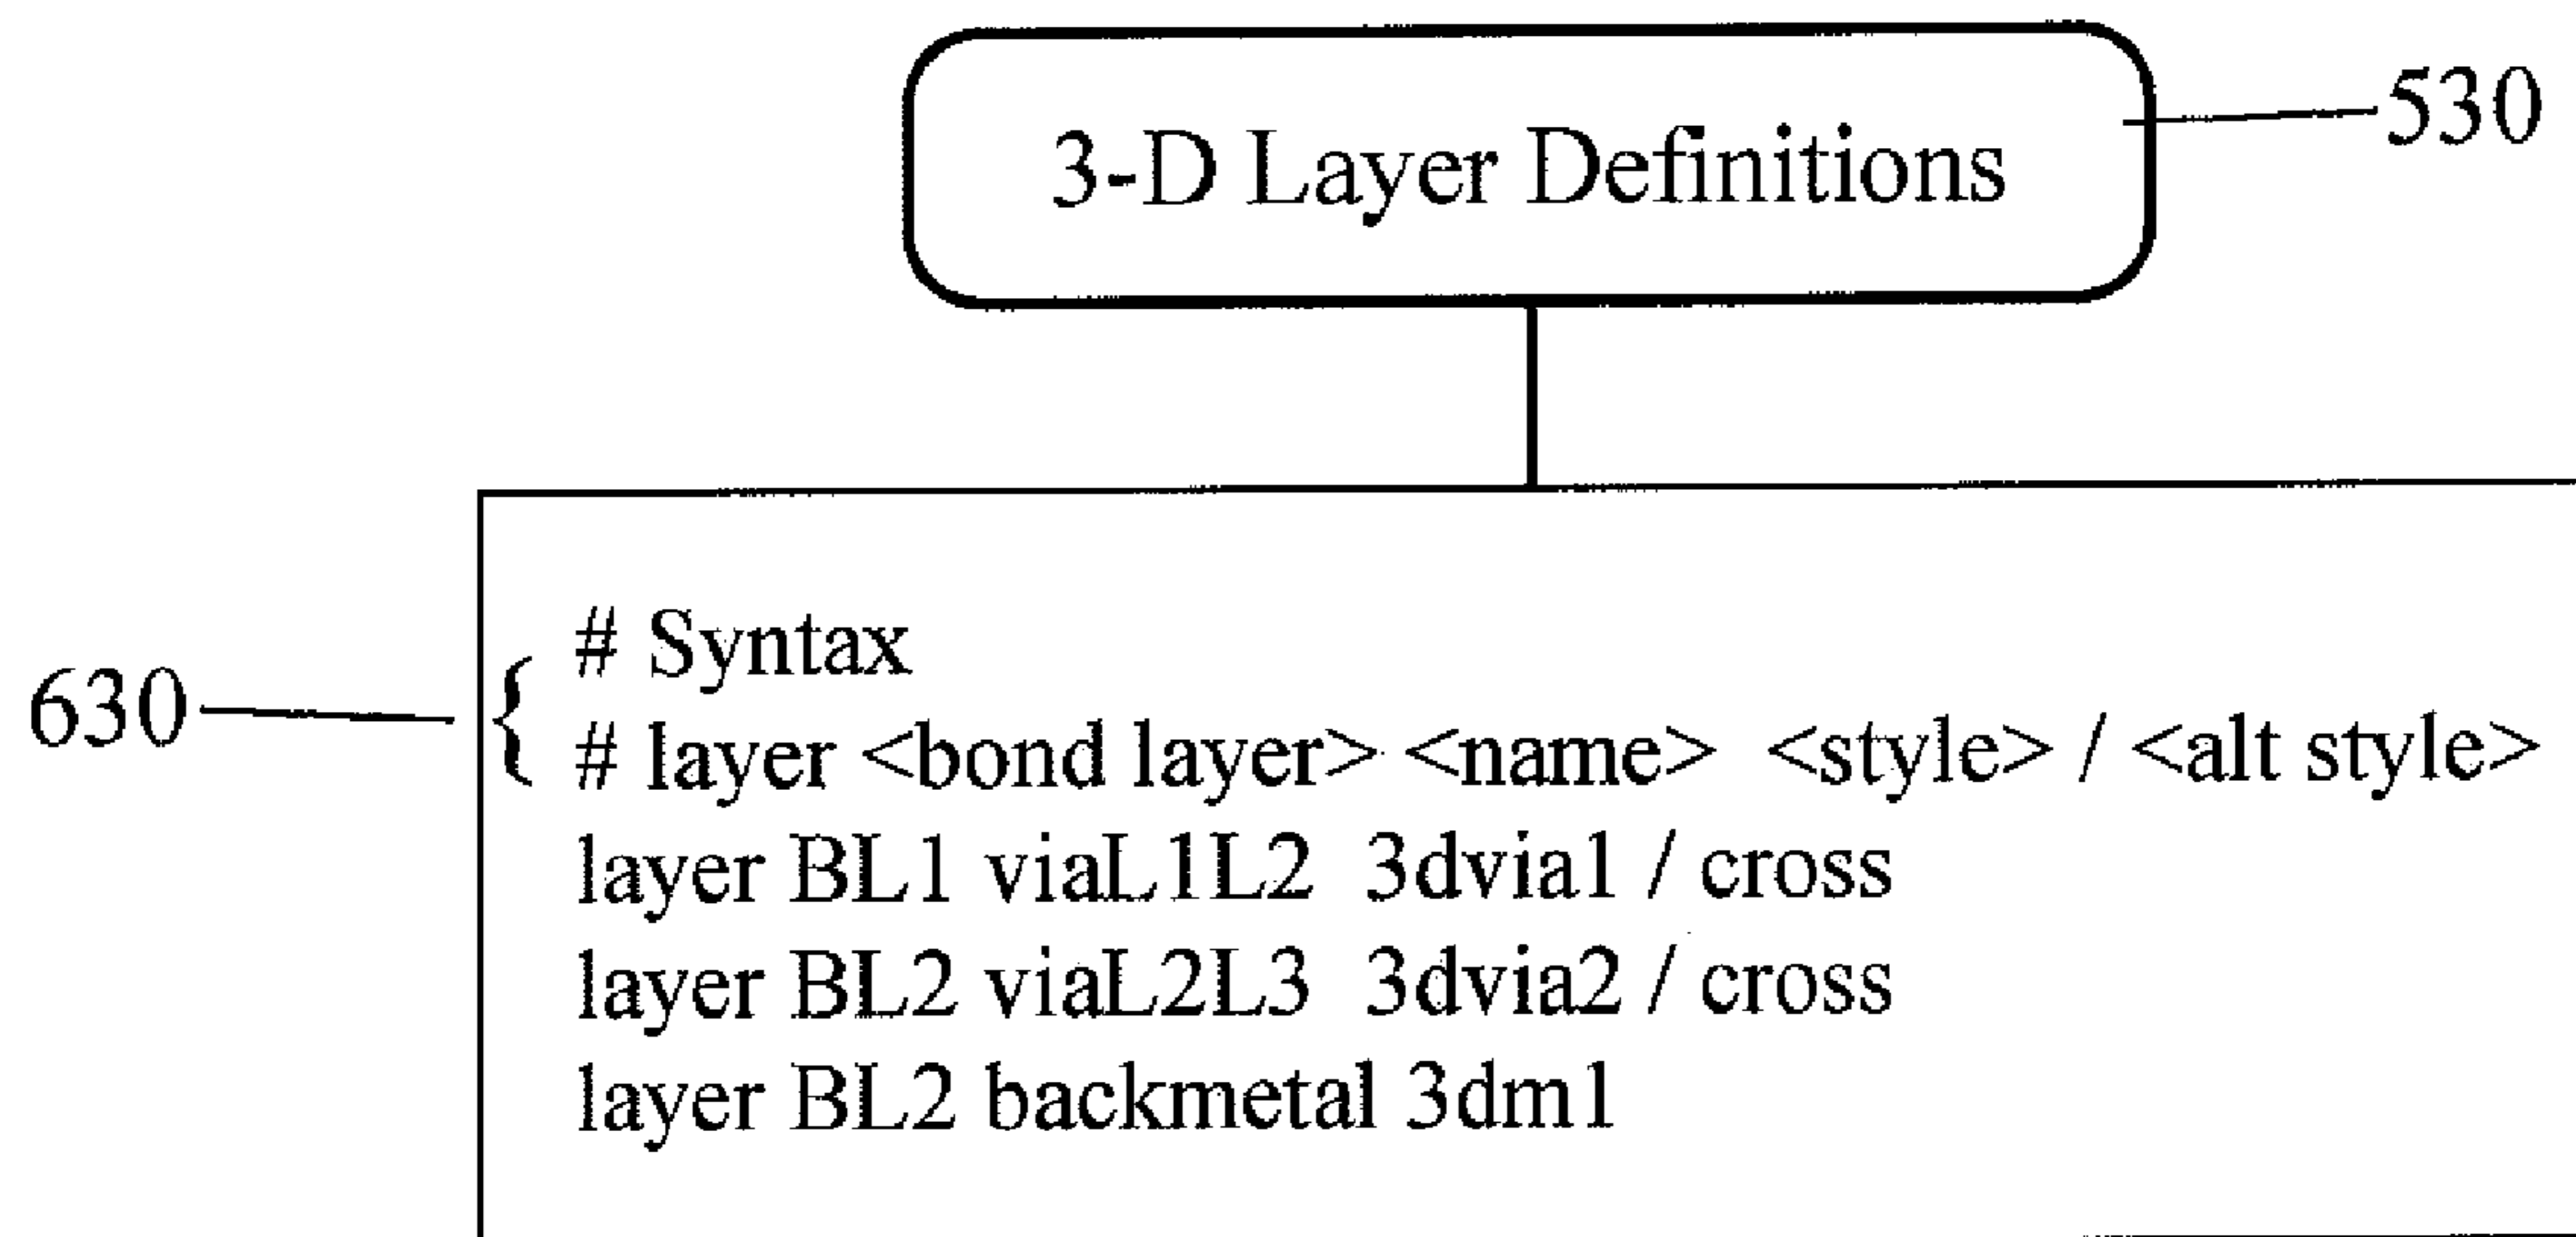 3-D Layer Definitions
530
630
{ # Syntax
# layer <bond layer> <name> <style> / <alt style>
layer BL1 viaL1L2 3dvia1 / cross
layer BL2 viaL2L3 3dvia2 / cross
layer BL2 backmetal 3dm1